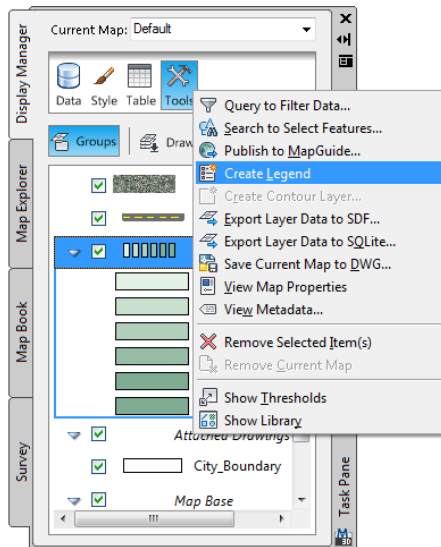 Current Map: Default
Display Manager
Map Explorer
Map Book
Survey
Data Style Table Tools
Groups Draw
Query to Filter Data...
Search to Select Features...
Publish to MapGuide...
Create Legend
Create Contour Layer...
Export Layer Data to SDF...
Export Layer Data to SQLite...
Save Current Map to DWG...
View Map Properties
View Metadata...
Remove Selected Item(s)
Remove Current Map
Show Thresholds
Show Library
Attached Drawings
City_Boundary
Map Base
Task Pane